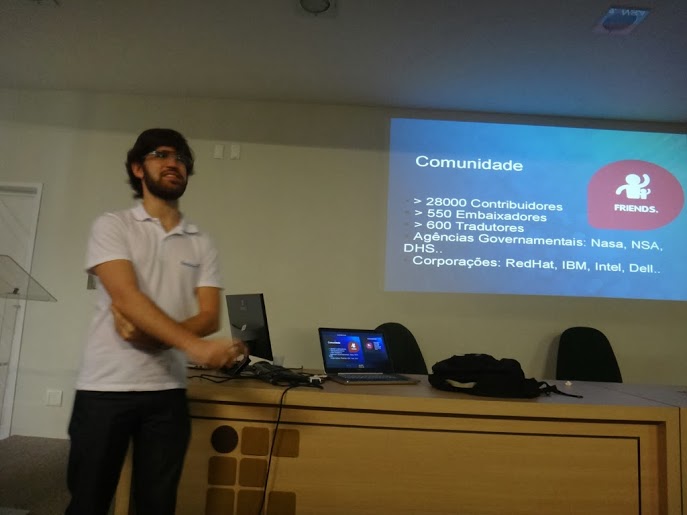 Comunidade
> 28000 Contribuidores
> 550 Embaixadores
> 600 Tradutores
Agências Governamentais: Nasa, NSA,
DHS..
Corporações: RedHat, IBM, Intel, Dell..
FRIENDS.